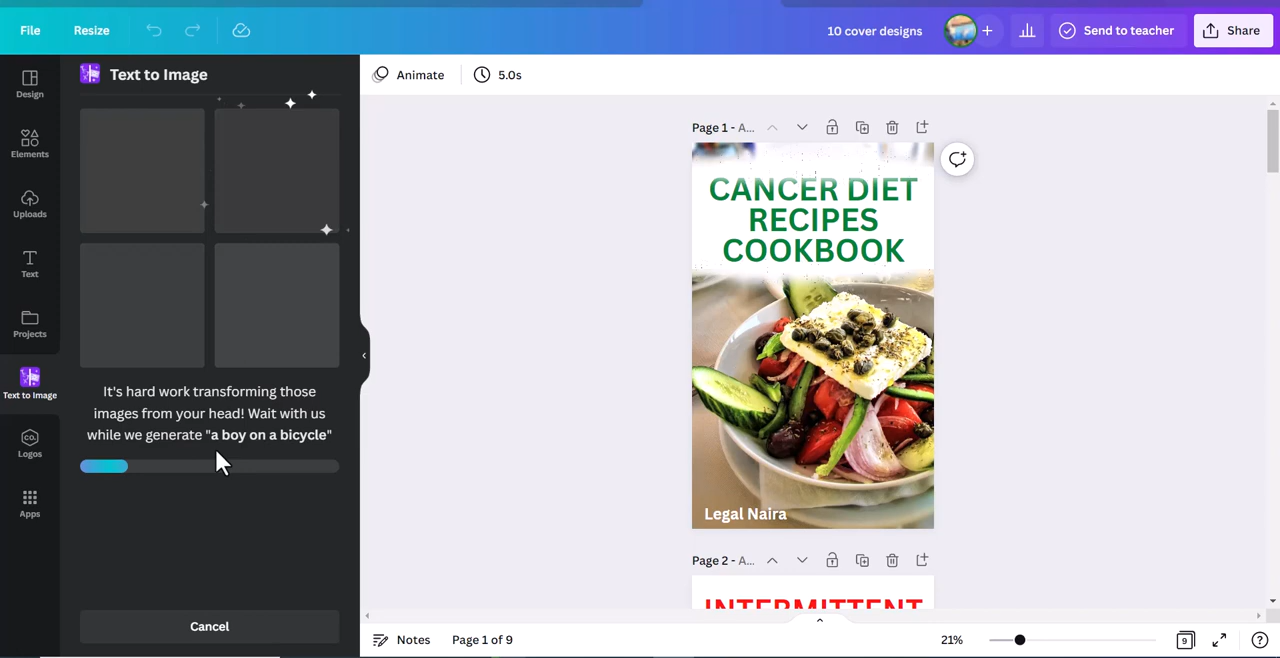 File
Resize
10 cover designs
Send to teacher
Share
Design
Elements
Uploads
Text
Projects
Text to Image
Logos
Apps
Text to Image
It's hard work transforming those
images from your head! Wait with us
while we generate "a boy on a bicycle"
Cancel
Animate
5.0s
Page 1 - A...
CANCER DIET
RECIPES
COOKBOOK
Legal Naira
Page 2 - A...
INTERMITTENT
Notes
Page 1 of 9
21%
9